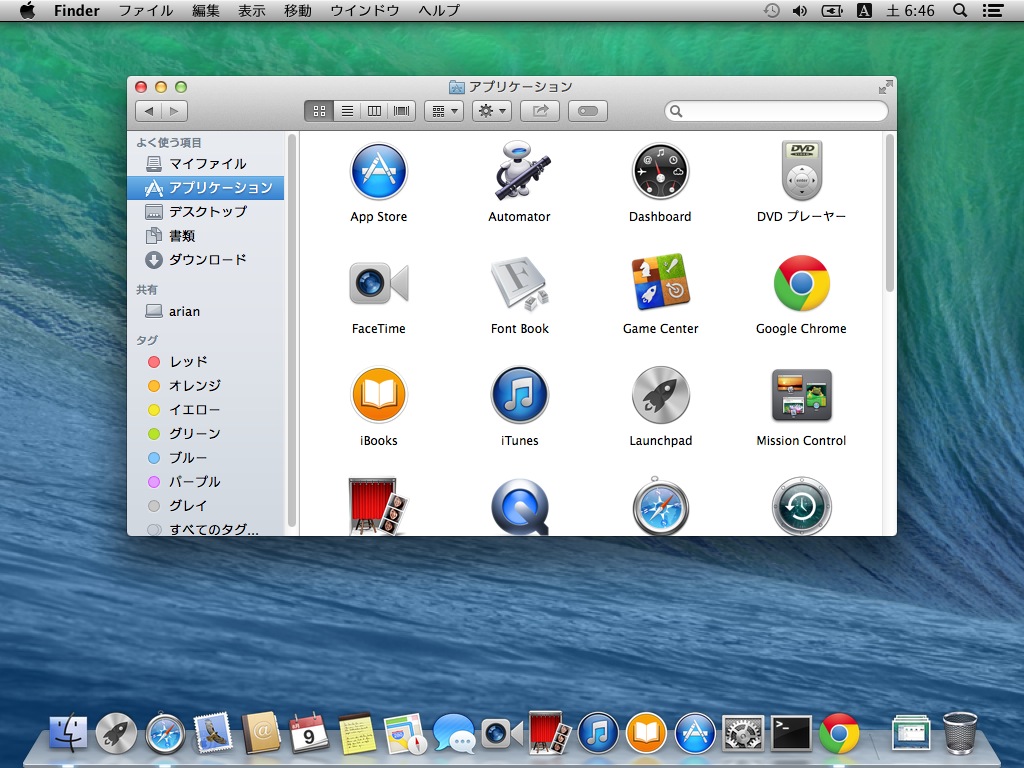 Finder ファイル 編集 表示 移動 ウインドウ ヘルプ A 土 6:46
アプリケーション
よく使う項目
マイファイル
アプリケーション
デスクトップ
書類
ダウンロード
共有
arian
タグ
レッド
オレンジ
イエロー
グリーン
ブルー
パープル
グレイ
すべてのタグ...
DVD
App Store Automator Dashboard DVD プレーヤー
FaceTime Font Book Game Center Google Chrome
iBooks iTunes Launchpad Mission Control
9